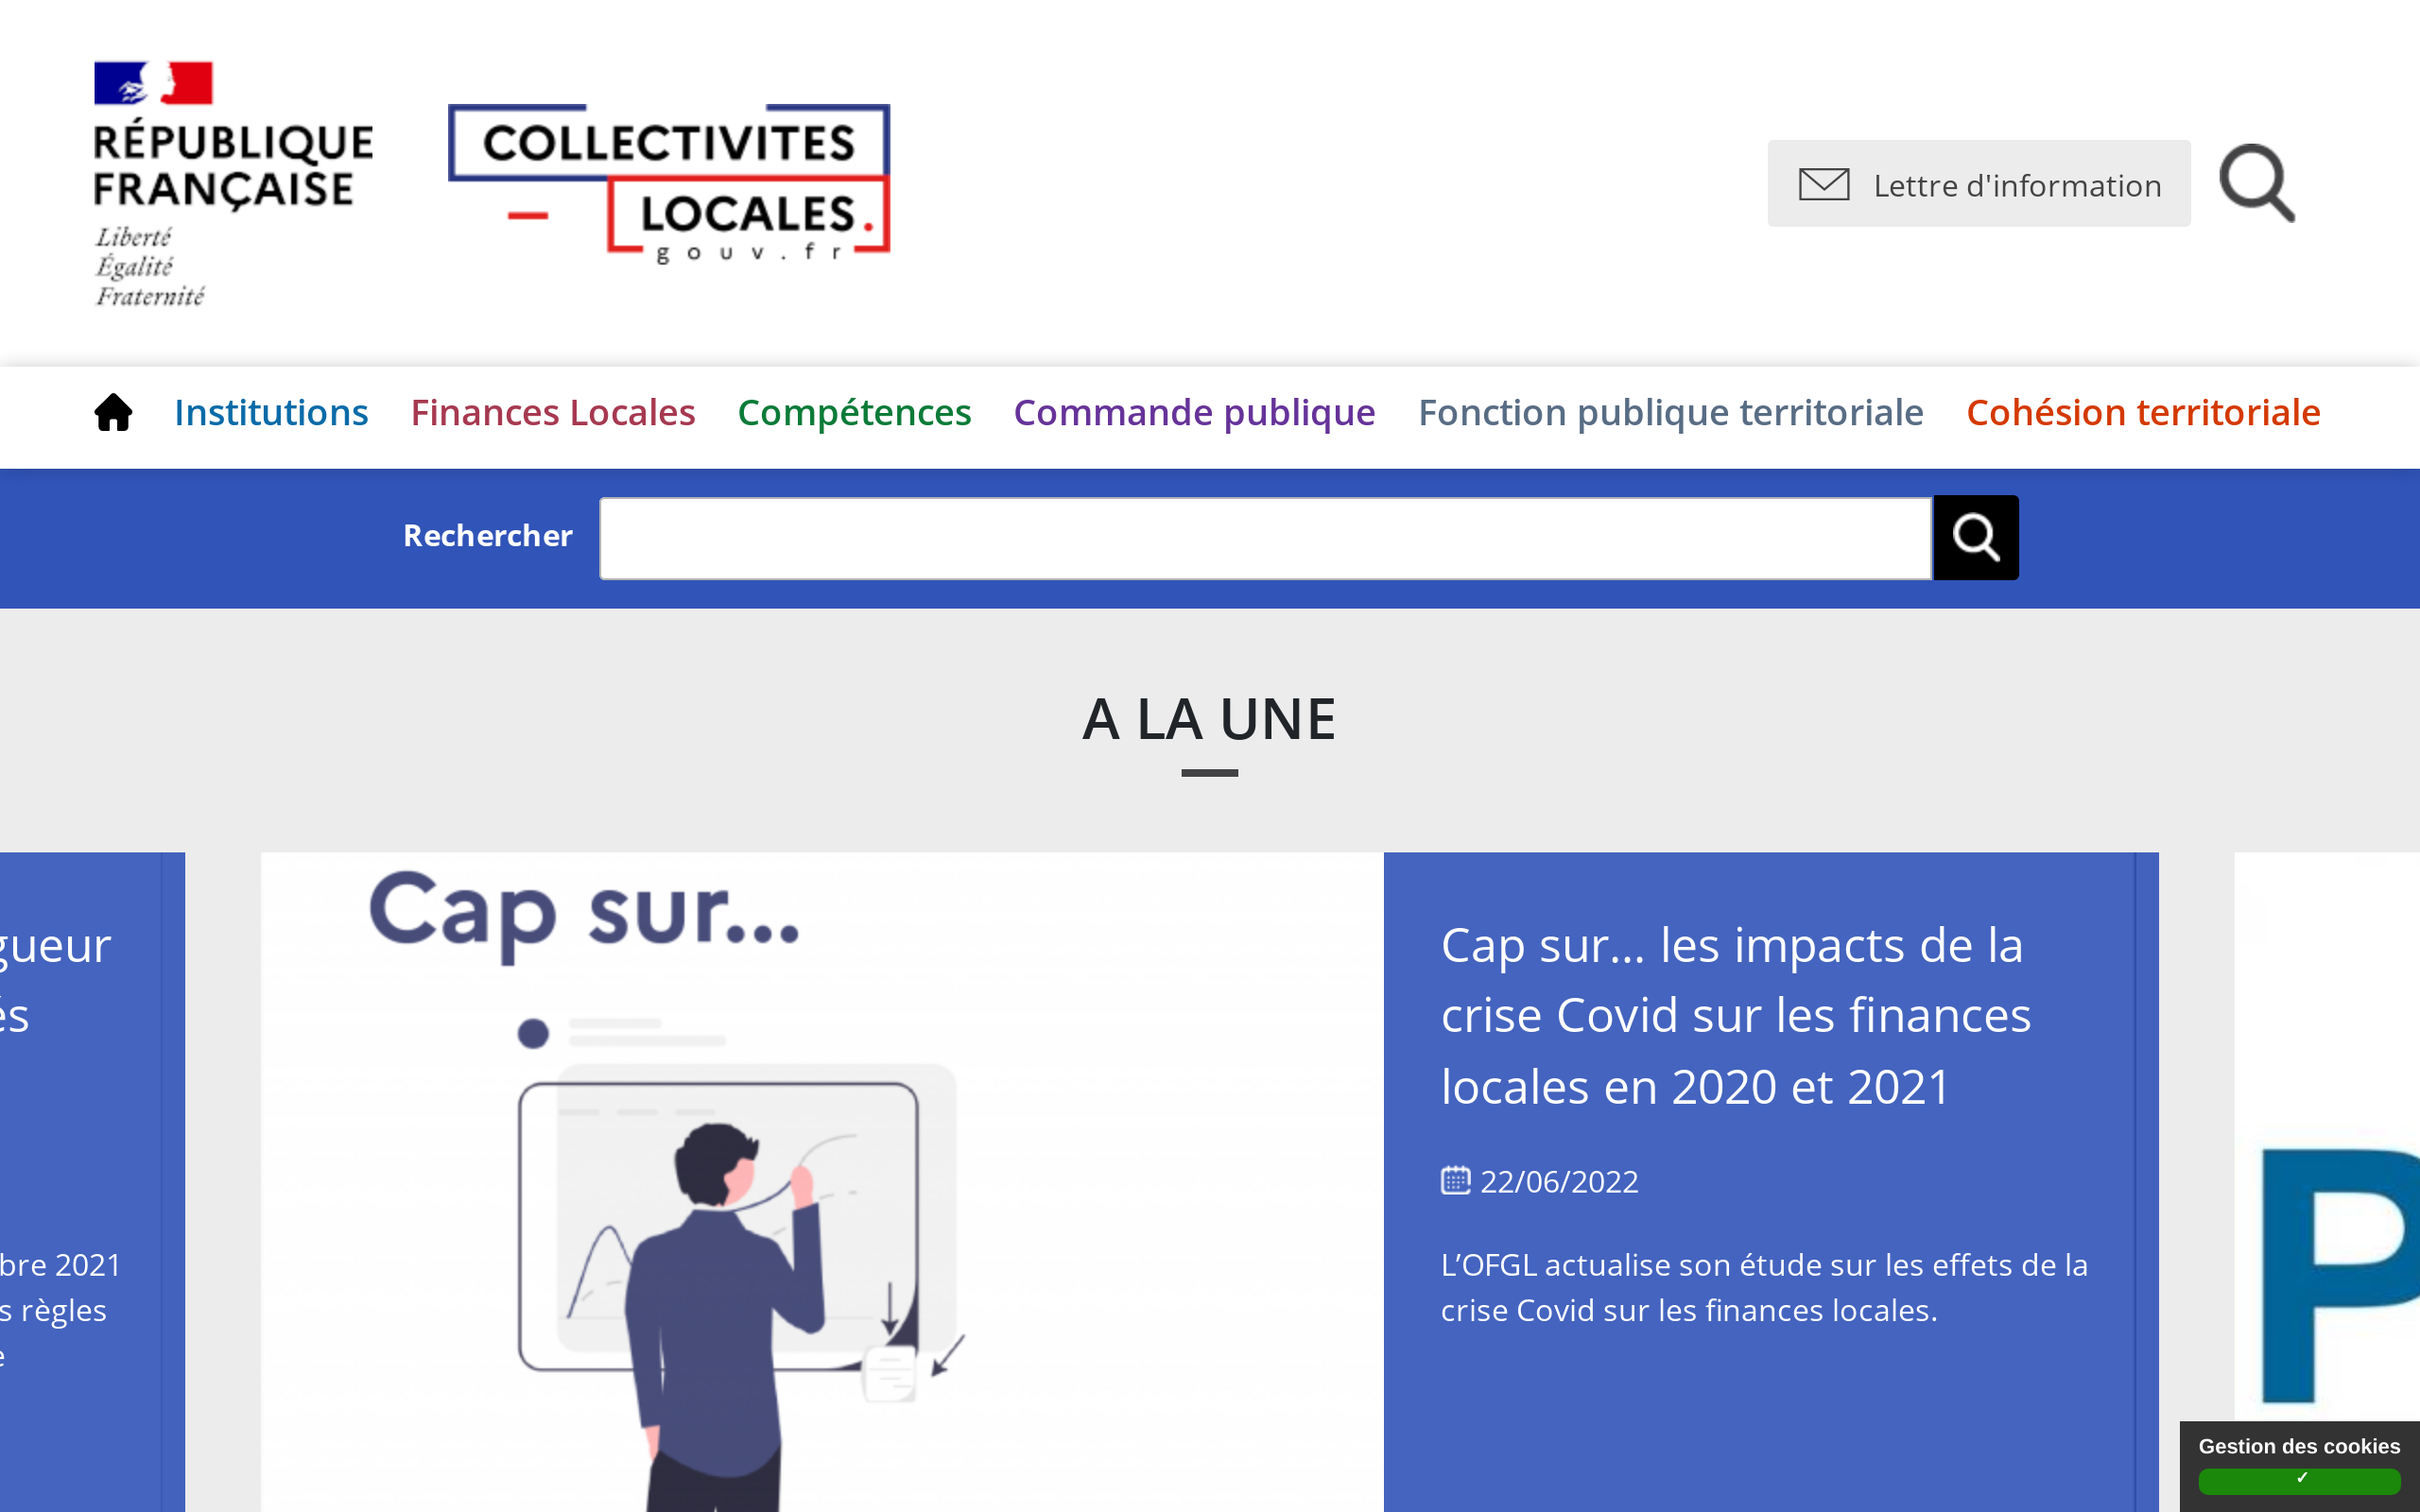 RÉPUBLIQUE
FRANÇAISE
Liberté
Égalité
Fraternité
COLLECTIVITES
LOCALES.
gouv.fr
Lettre d'information
Institutions Finances Locales Compétences Commande publique Fonction publique territoriale Cohésion territoriale
Rechercher
A LA UNE
2021
règles
Cap sur...
Cap sur... les impacts de la
crise Covid sur les finances
locales en 2020 et 2021
22/06/2022
L’OFGL actualise son étude sur les effets de la
crise Covid sur les finances locales.
P
Gestion des cookies
✓